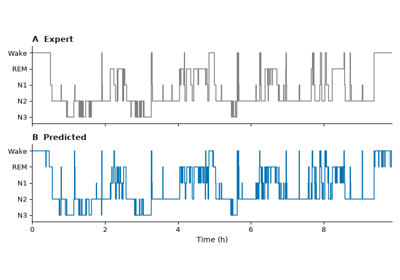 A Expert
Wake
REM
N1
N2
N3
B Predicted
Wake
REM
N1
N2
N3
0 2 4 6 8
Time (h)